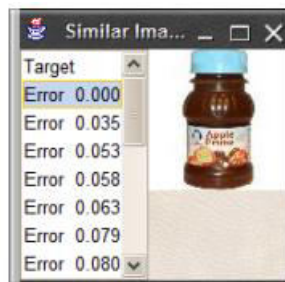 Similar Ima...
Target
Error 0.000
Error 0.035
Error 0.053
Error 0.058
Error 0.063
Error 0.079
Error 0.080
Apple
Prune